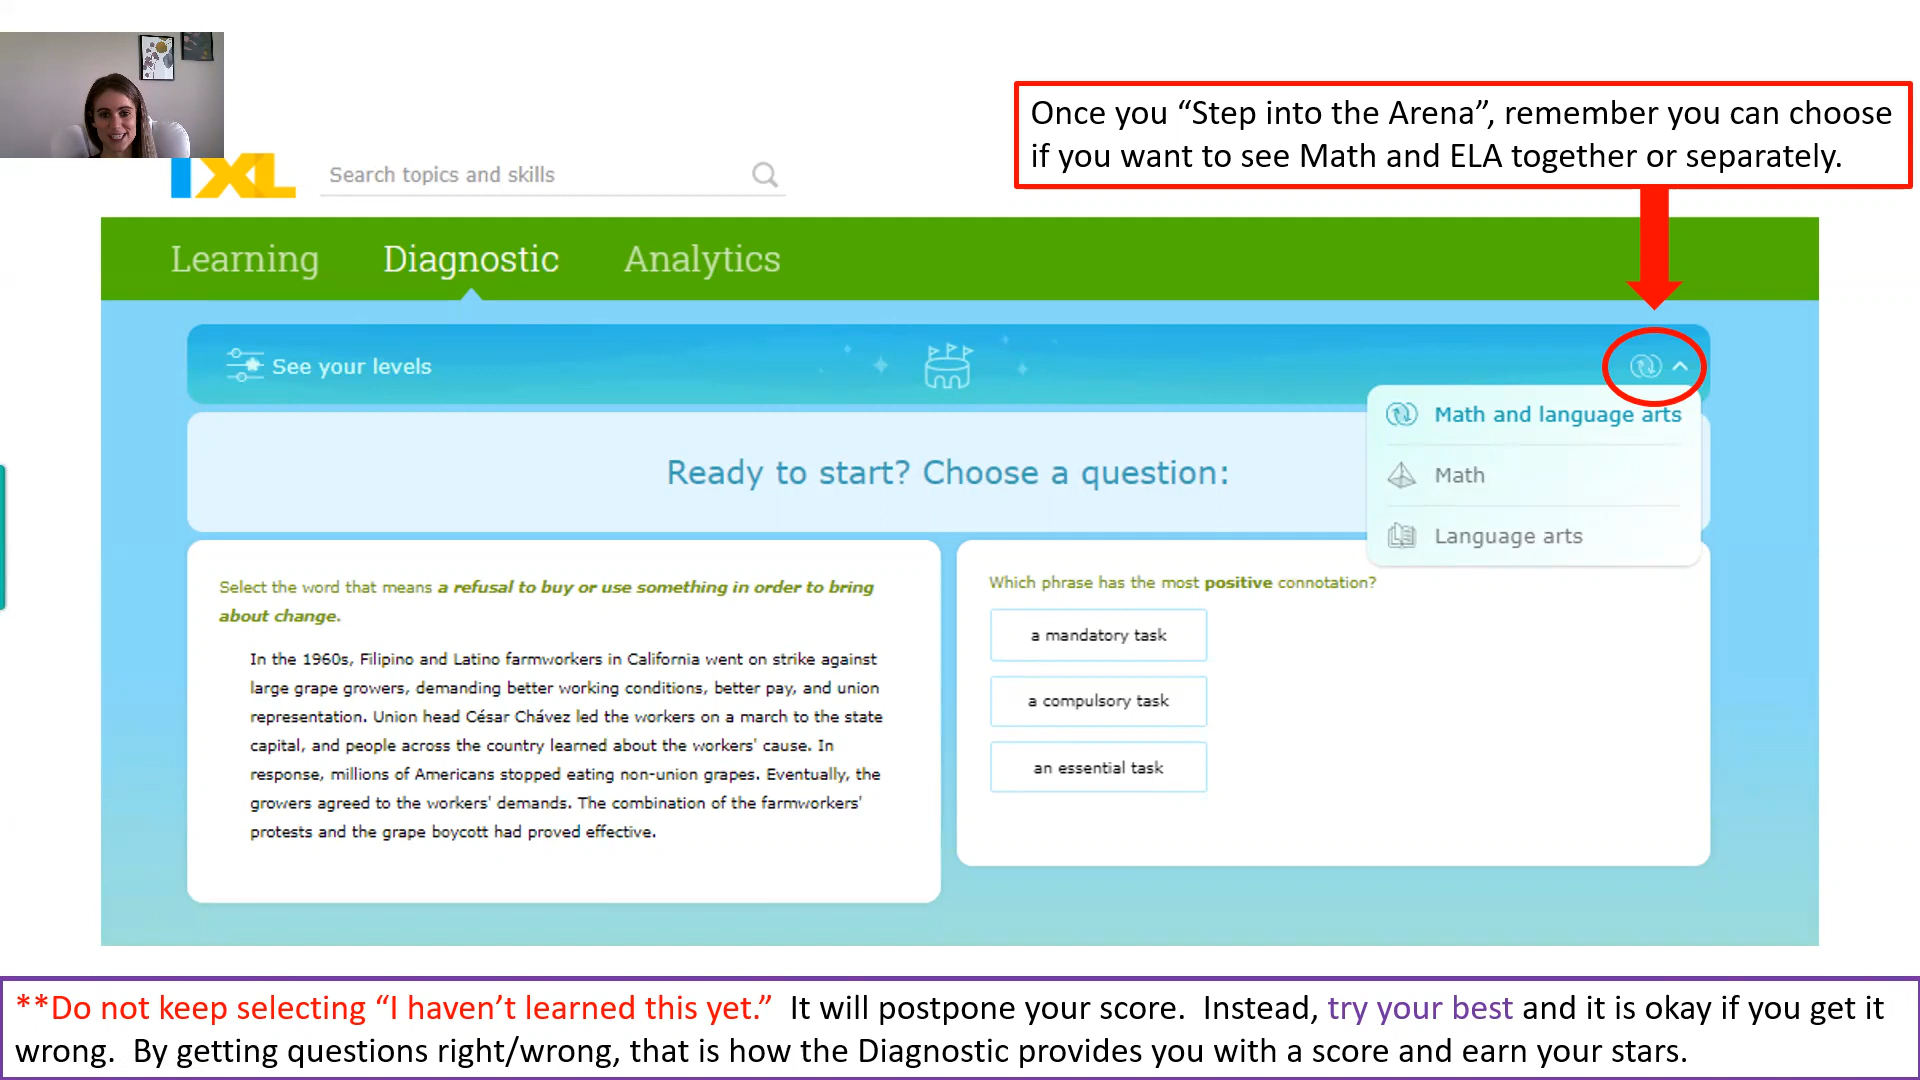 Once you “Step into the Arena”, remember you can choose
if you want to see Math and ELA together or separately.
IXL
Search topics and skills
Learning
Diagnostic
Analytics
See your levels
Math and language arts
Math
Language arts
Ready to start? Choose a question:
Select the word that means a refusal to buy or use something in order to bring
about change.
In the 1960s, Filipino and Latino farmworkers in California went on strike against
large grape growers, demanding better working conditions, better pay, and union
representation. Union head César Chávez led the workers on a march to the state
capital, and people across the country learned about the workers' cause. In
response, millions of Americans stopped eating non-union grapes. Eventually, the
growers agreed to the workers' demands. The combination of the farmworkers'
protests and the grape boycott had proved effective.
Which phrase has the most positive connotation?
a mandatory task
a compulsory task
an essential task
**Do not keep selecting “I haven’t learned this yet.” It will postpone your score. Instead, try your best and it is okay if you get it
wrong. By getting questions right/wrong, that is how the Diagnostic provides you with a score and earn your stars.